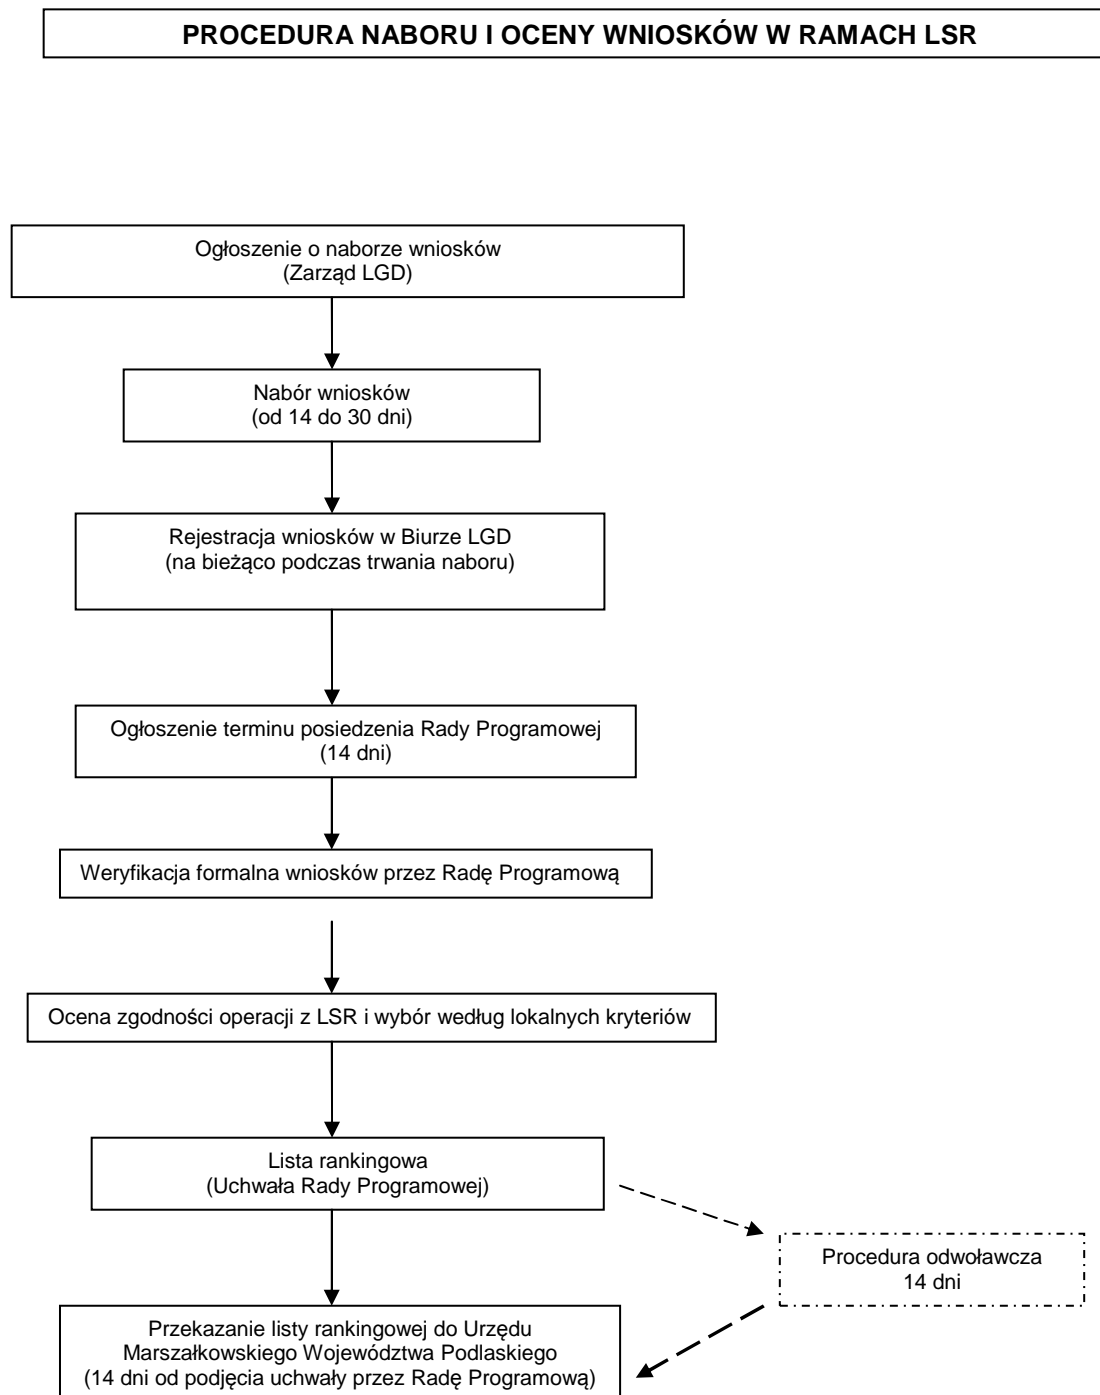 PROCEDURA NABORU I OCENY WNIOSKÓW W RAMACH LSR
Ogłoszenie o naborze wniosków
(Zarząd LGD)
Nabór wniosków
(od 14 do 30 dni)
Rejestracja wniosków w Biurze LGD
(na bieżąco podczas trwania naboru)
Ogłoszenie terminu posiedzenia Rady Programowej
(14 dni)
Weryfikacja formalna wniosków przez Radę Programową
Ocena zgodności operacji z LSR i wybór według lokalnych kryteriów
Lista rankingowa
(Uchwała Rady Programowej)
Procedura odwoławcza
14 dni
Przekazanie listy rankingowej do Urzędu
Marszałkowskiego Województwa Podlaskiego
(14 dni od podjęcia uchwały przez Radę Programową)